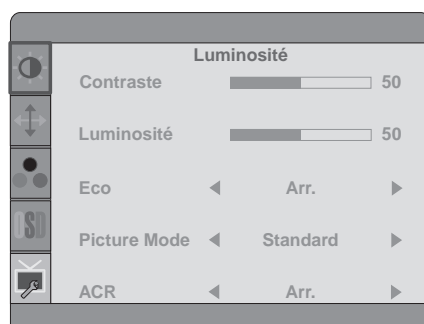 Luminosité
Contraste 50
Luminosité 50
Eco Arr.
OSD
Picture Mode Standard
ACR Arr.